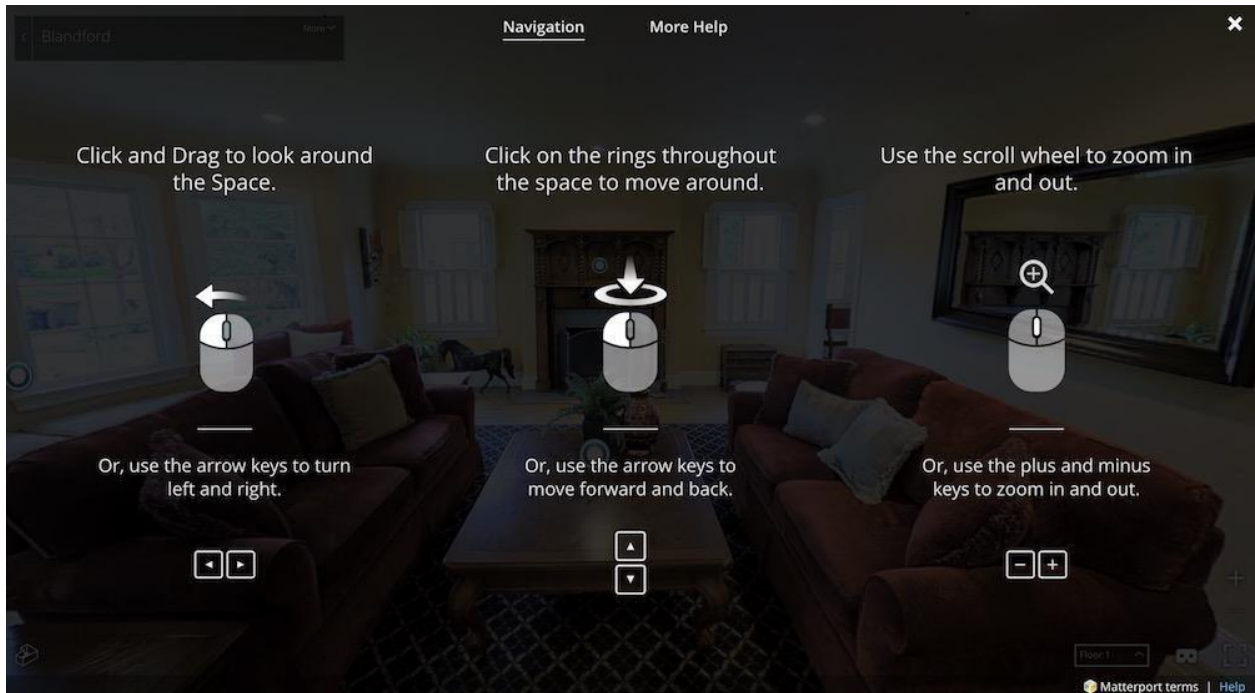 Blandford
More
Navigation
More Help
Click and Drag to look around
the Space.
Click on the rings throughout
the space to move around.
Use the scroll wheel to zoom in
and out.
Or, use the arrow keys to turn
left and right.
Or, use the arrow keys to
move forward and back.
Or, use the plus and minus
keys to zoom in and out.
Floor 1
Matterport terms | Help